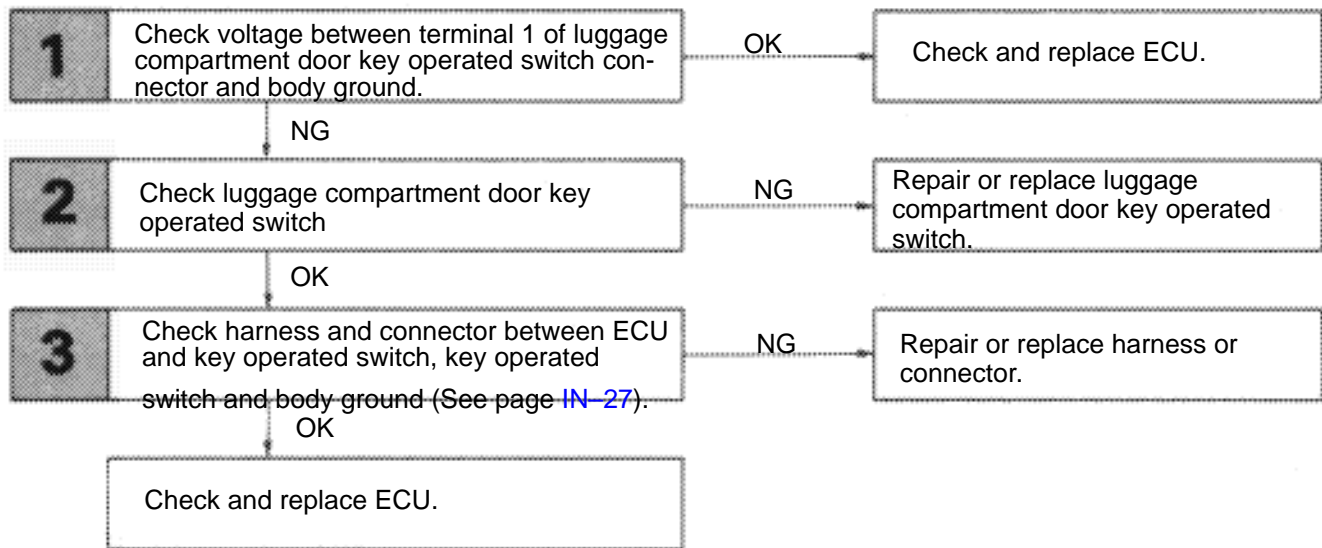 1
Check voltage between terminal 1 of luggage
compartment door key operated switch con-
nector and body ground.
OK
Check and replace ECU.
NG
2
Check luggage compartment door key
operated switch
NG
Repair or replace luggage
compartment door key operated
switch.
OK
3
Check harness and connector between ECU
and key operated switch, key operated
switch and body ground (See page IN–27).
NG
Repair or replace harness or
connector.
OK
Check and replace ECU.